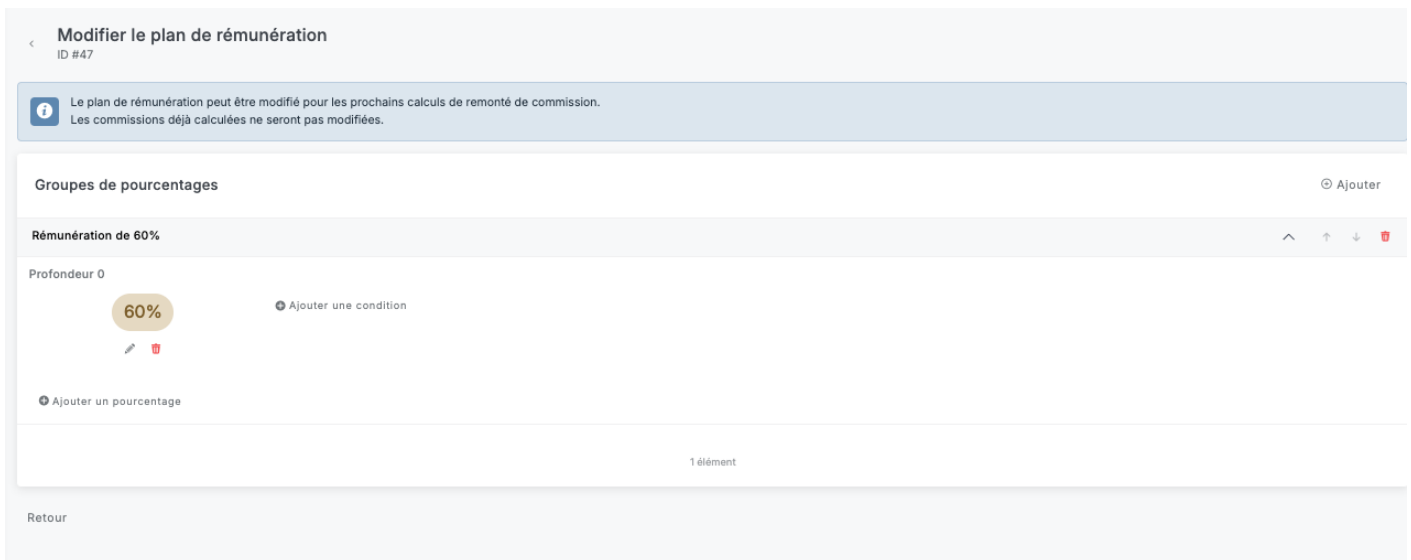 Modifier le plan de rémunération
ID #47
Le plan de rémunération peut être modifié pour les prochains calculs de remonté de commission.
Les commissions déjà calculées ne seront pas modifiées.
Groupes de pourcentages
Ajouter
Rémunération de 60%
Profondeur 0
60%
Ajouter une condition
Ajouter un pourcentage
1 élément
Retour